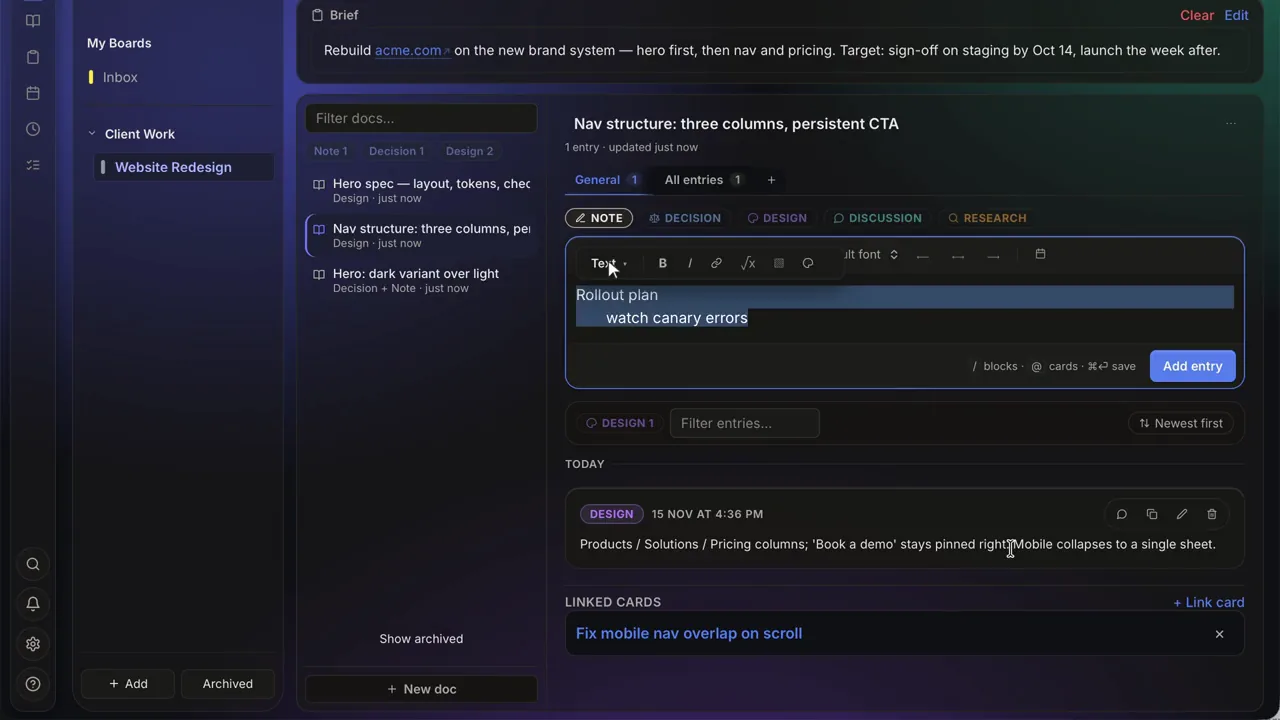 Brief
Clear Edit
Rebuild acme.com on the new brand system — hero first, then nav and pricing. Target: sign-off on staging by Oct 14, launch the week after.
My Boards
Inbox
Client Work
Website Redesign
+ Add
Archived
Filter docs...
Note 1 Decision 1 Design 2
Hero spec — layout, tokens, chec
Design · just now
Nav structure: three columns, per
Design · just now
Hero: dark variant over light
Decision + Note · just now
Show archived
+ New doc
Nav structure: three columns, persistent CTA
1 entry · updated just now
General 1 All entries 1 +
NOTE DECISION DESIGN DISCUSSION RESEARCH
Text B I √x ult font
Rollout plan
watch canary errors
/ blocks · @ cards · ⌘⏎ save Add entry
DESIGN 1 Filter entries... Newest first
TODAY
DESIGN 15 NOV AT 4:36 PM
Products / Solutions / Pricing columns; 'Book a demo' stays pinned right. Mobile collapses to a single sheet.
LINKED CARDS + Link card
Fix mobile nav overlap on scroll